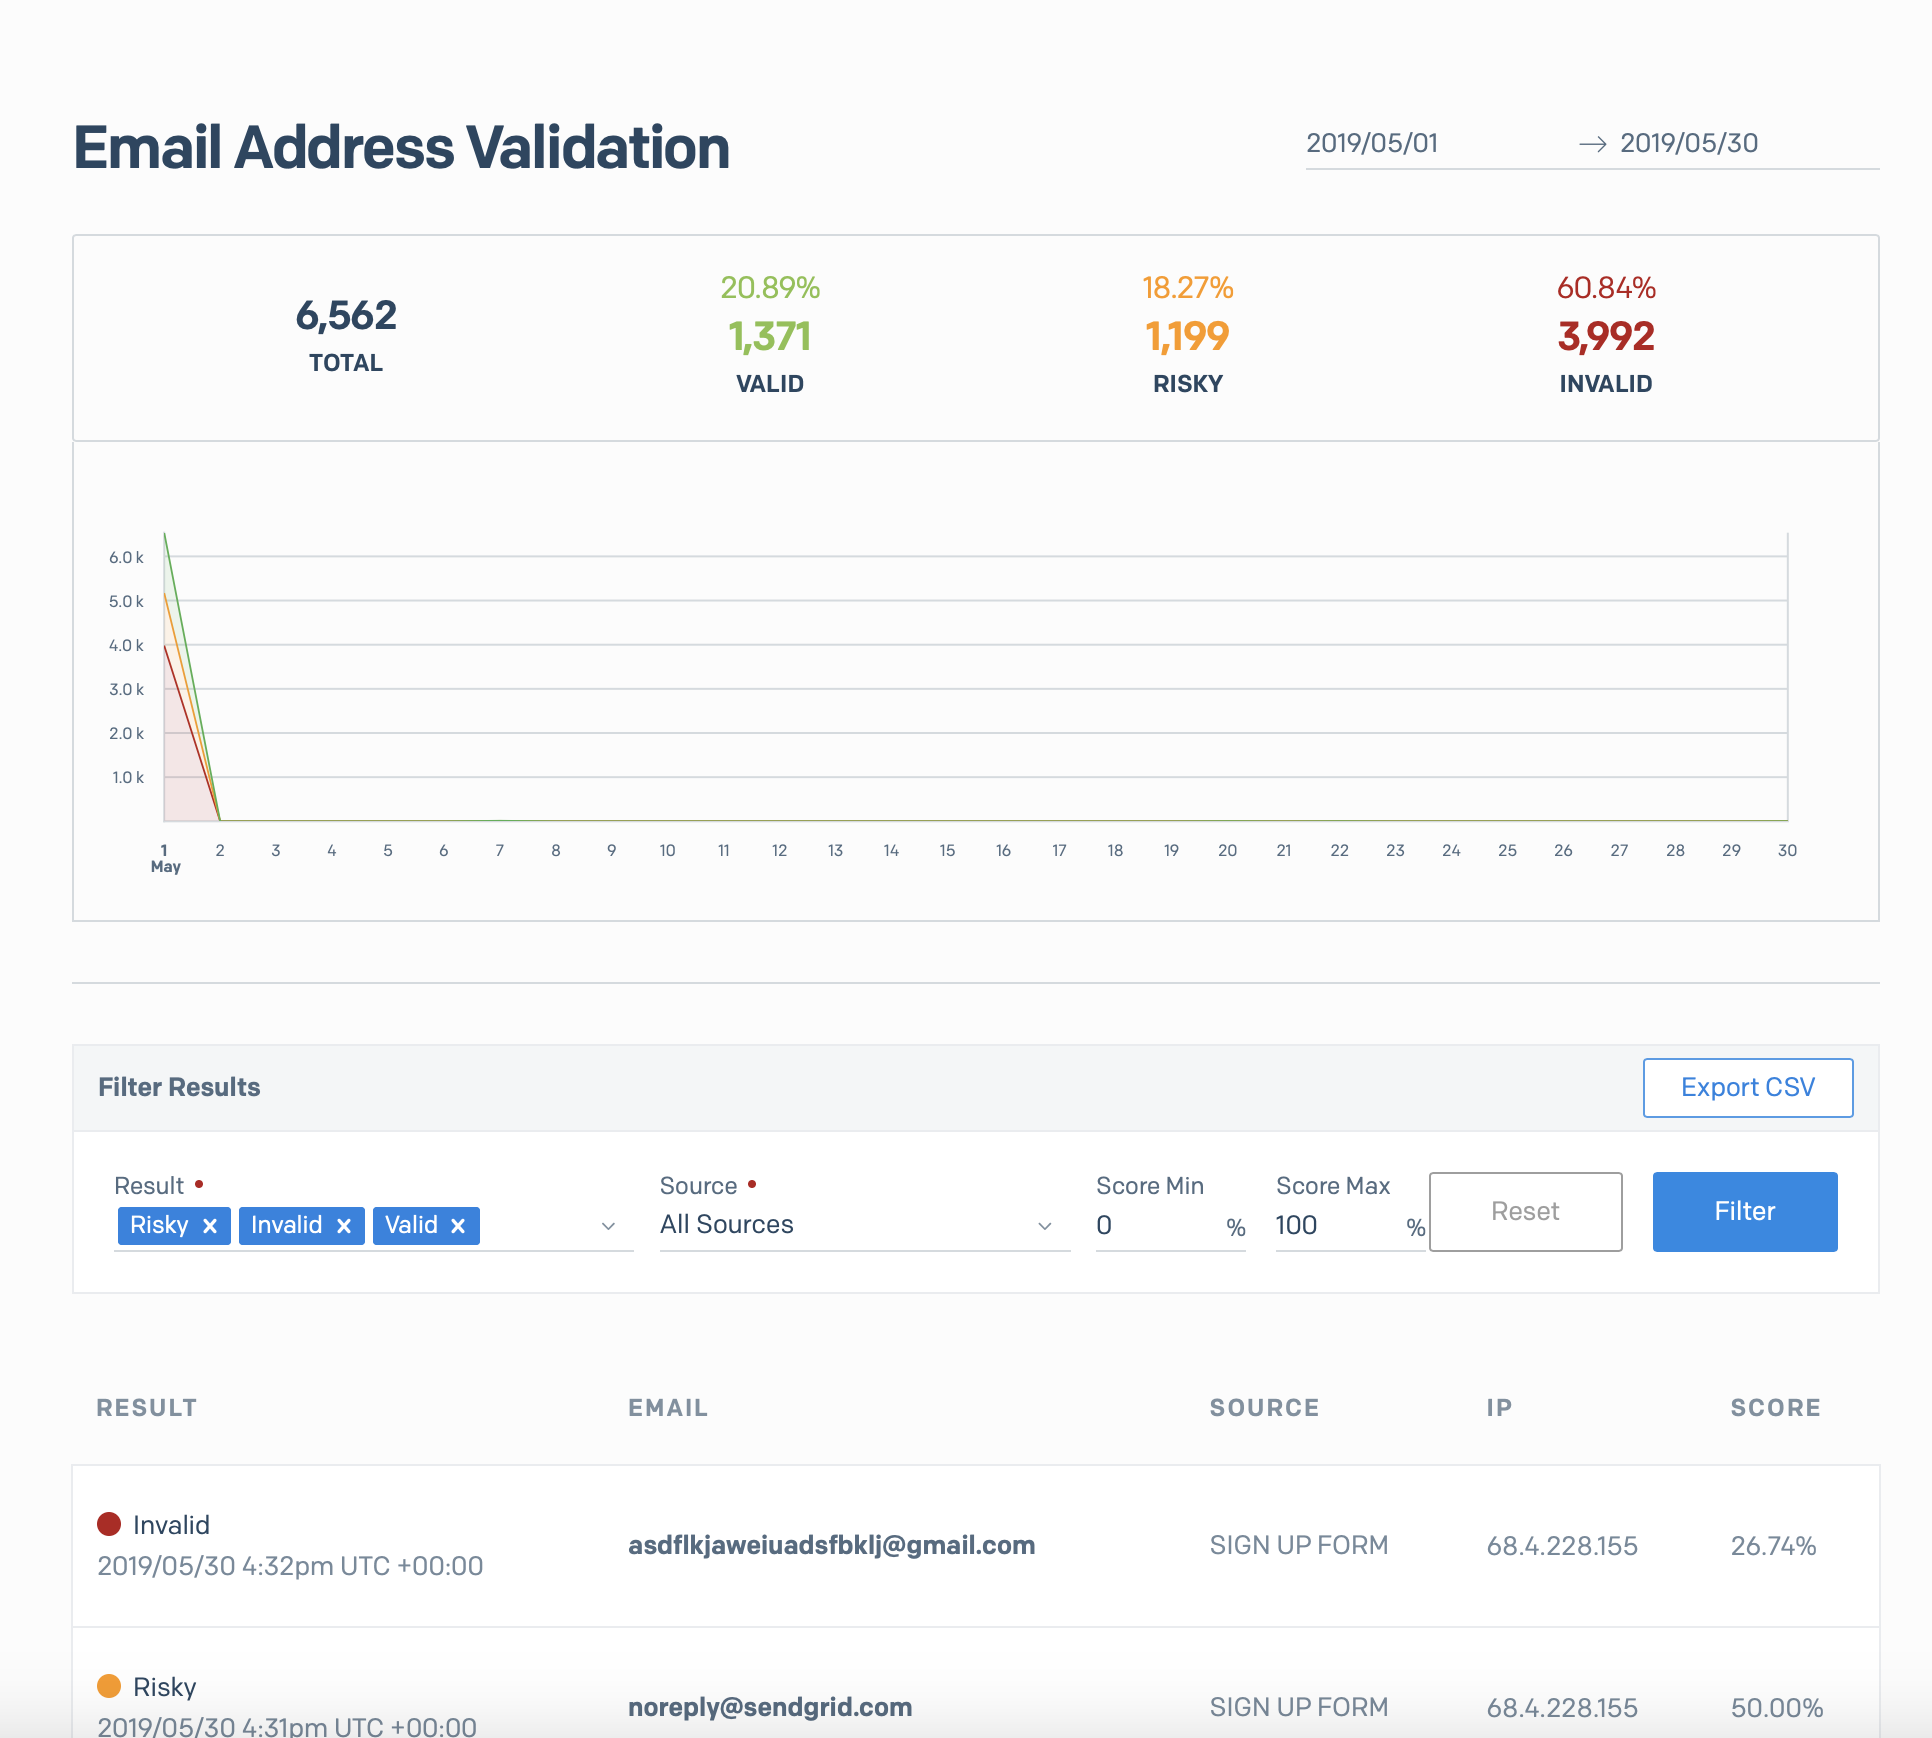 Email Address Validation
2019/05/01 → 2019/05/30
20.89% 18.27% 60.84%
6,562 1,371 1,199 3,992
TOTAL VALID RISKY INVALID
6.0 k
5.0 k
4.0 k
3.0 k
2.0 k
1.0 k
1 2 3 4 5 6 7 8 9 10 11 12 13 14 15 16 17 18 19 20 21 22 23 24 25 26 27 28 29 30
May
Filter Results Export CSV
Result • Source • Score Min Score Max
Risky x Invalid x Valid x All Sources 0 % 100 % Reset Filter
RESULT EMAIL SOURCE IP SCORE
Invalid
asdflkjaweiuadsfbklj@gmail.com SIGN UP FORM 68.4.228.155 26.74%
2019/05/30 4:32pm UTC +00:00
Risky
noreply@sendgrid.com SIGN UP FORM 68.4.228.155 50.00%
2019/05/30 4:31pm UTC +00:00